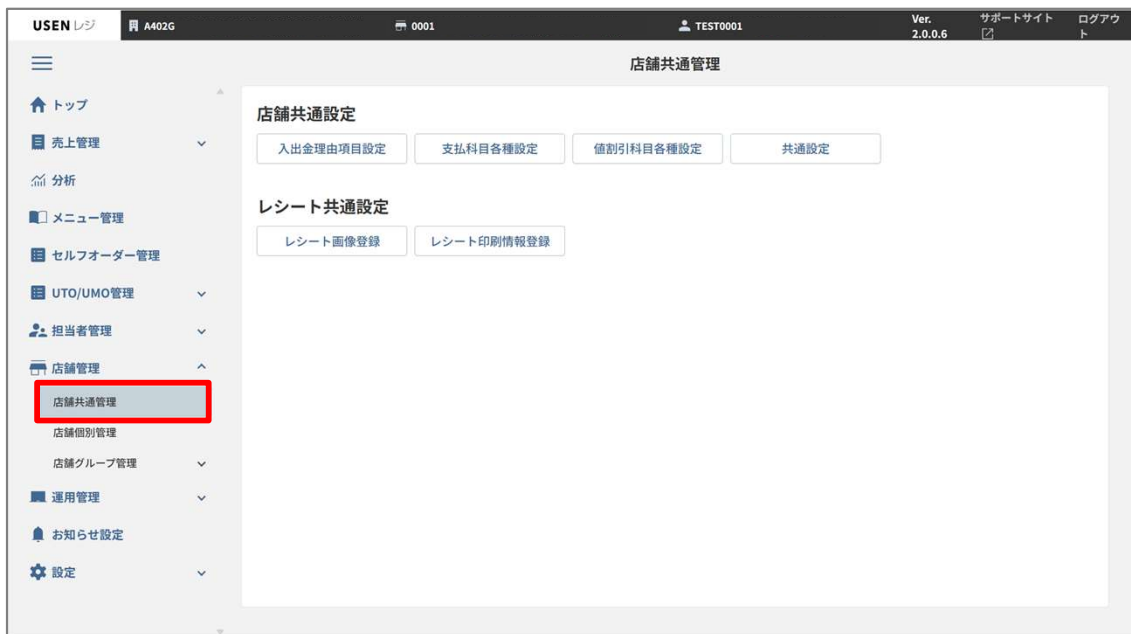 USENレジ A402G 0001 TEST0001 Ver. 2.0.0.6 サポートサイト ログアウト
店舗共通管理
トップ
売上管理
分析
メニュー管理
セルフオーダー管理
UTO/UMO管理
担当者管理
店舗管理
店舗共通管理
店舗個別管理
店舗グループ管理
運用管理
お知らせ設定
設定
店舗共通設定
入出金理由項目設定 支払科目各種設定 値割引科目各種設定 共通設定
レシート共通設定
レシート画像登録 レシート印刷情報登録